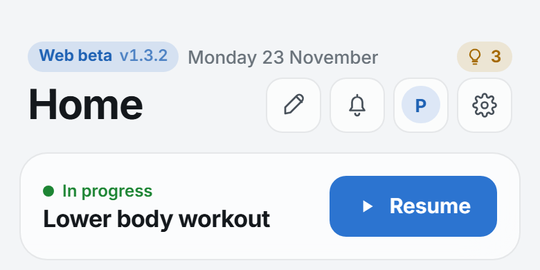 Web beta v1.3.2 Monday 23 November 3
Home P
In progress
Lower body workout
Resume